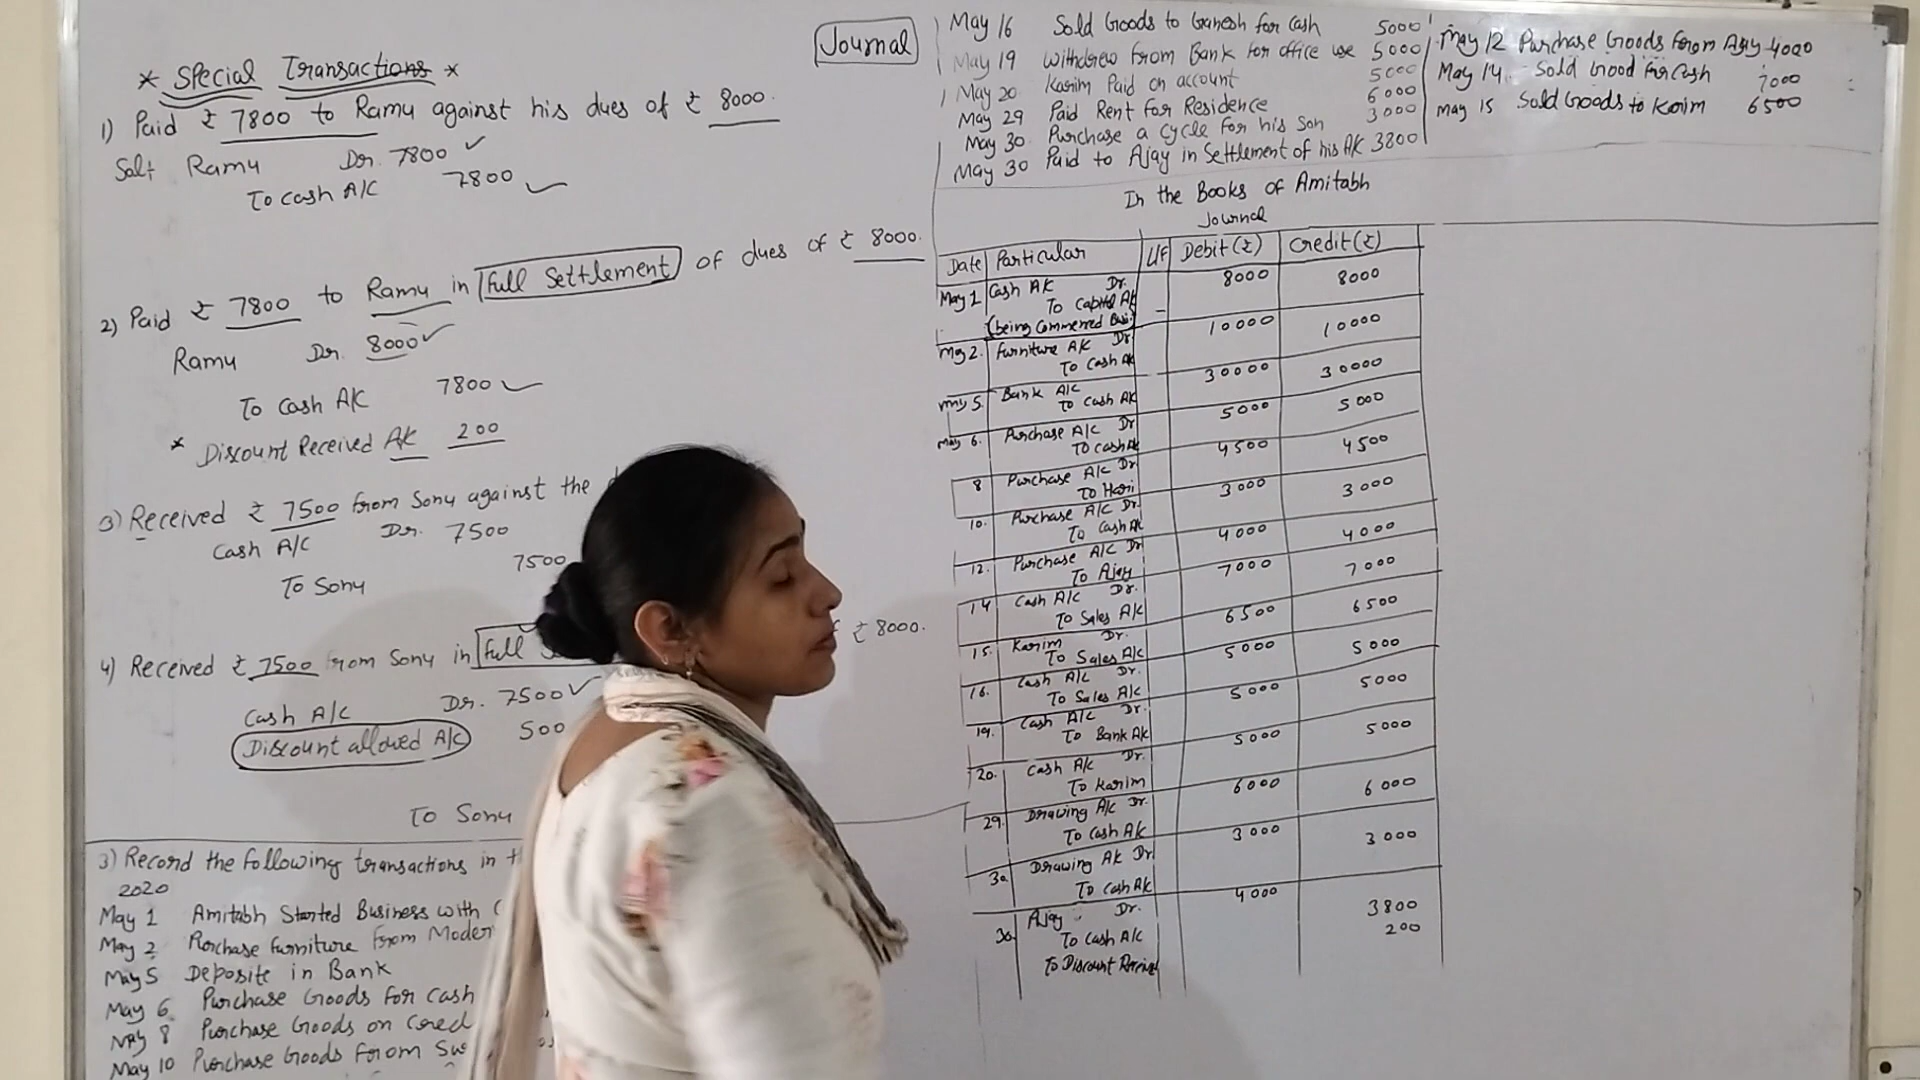 * Special Transactions *
1) Paid ₹ 7800 to Ramu against his dues of ₹ 8000.
Sol† Ramu Dr. 7800 ✓
To Cash A/C 7800 ✓
2) Paid ₹ 7800 to Ramu in Full Settlement of dues of ₹ 8000.
Ramu Dr. 8000 ✓
To Cash A/C 7800 ✓
* Discount Received A/C 200
3) Received ₹ 7500 from Sonu against the
Cash A/C Dr. 7500
To Sonu 7500
4) Received ₹ 7500 from Sonu in Full ₹ 8000.
Cash A/C Dr. 7500 ✓
Discount allowed A/C 500
To Sonu
3) Record the following transactions in
2020
May 1 Amitabh Started Business with
May 2 Purchase furniture from Moder
May 5 Deposite in Bank
May 6 Purchase Goods for Cash
May 8 Purchase Goods on Cred
May 10 Purchase Goods from
Journal
May 16 Sold Goods to Ganesh for Cash 5000
May 19 Withdrew from Bank for office use 5000
May 20 Karim Paid on account 5000
May 29 Paid Rent for Residence 6000
May 30 Purchase a Cycle for his Son 3000
May 30 Paid to Ajay in Settlement of his A/c 3800
May 12 Purchase Goods from Ajay 4000
May 14 Sold Good for Cash 7000
May 15 Sold Goods to Karim 6500
In the Books of Amitabh
Journal
Date Particular L/F Debit (₹) Credit (₹)
May 1 Cash A/c Dr. 8000 8000
To Capital A/c
(being Commenced Busi.)
May 2. Furniture A/c Dr 10000 10000
To Cash A/c
May 5 Bank A/c 30000 30000
To Cash A/c
May 6. Purchase A/c Dr 5000 5000
To Cash A/c
8 Purchase A/c Dr 4500 4500
To Hari
10. Purchase A/c Dr. 3000 3000
To Cash A/c
12. Purchase A/c Dr 4000 4000
To Ajay
14 Cash A/c Dr. 7000 7000
To Sales A/c
15. Karim Dr. 6500 6500
To Sales A/c
16. Cash A/c Dr. 5000 5000
To Sales A/c
19. Cash A/c Dr. 5000 5000
To Bank A/c
20. Cash A/c Dr. 5000 5000
To Karim
29. Drawing A/c Dr. 6000 6000
To Cash A/c
30 Drawing A/c Dr 3000 3000
To Cash A/c
30 Ajay Dr. 4000
To Cash A/c 3800
To Discount Received 200